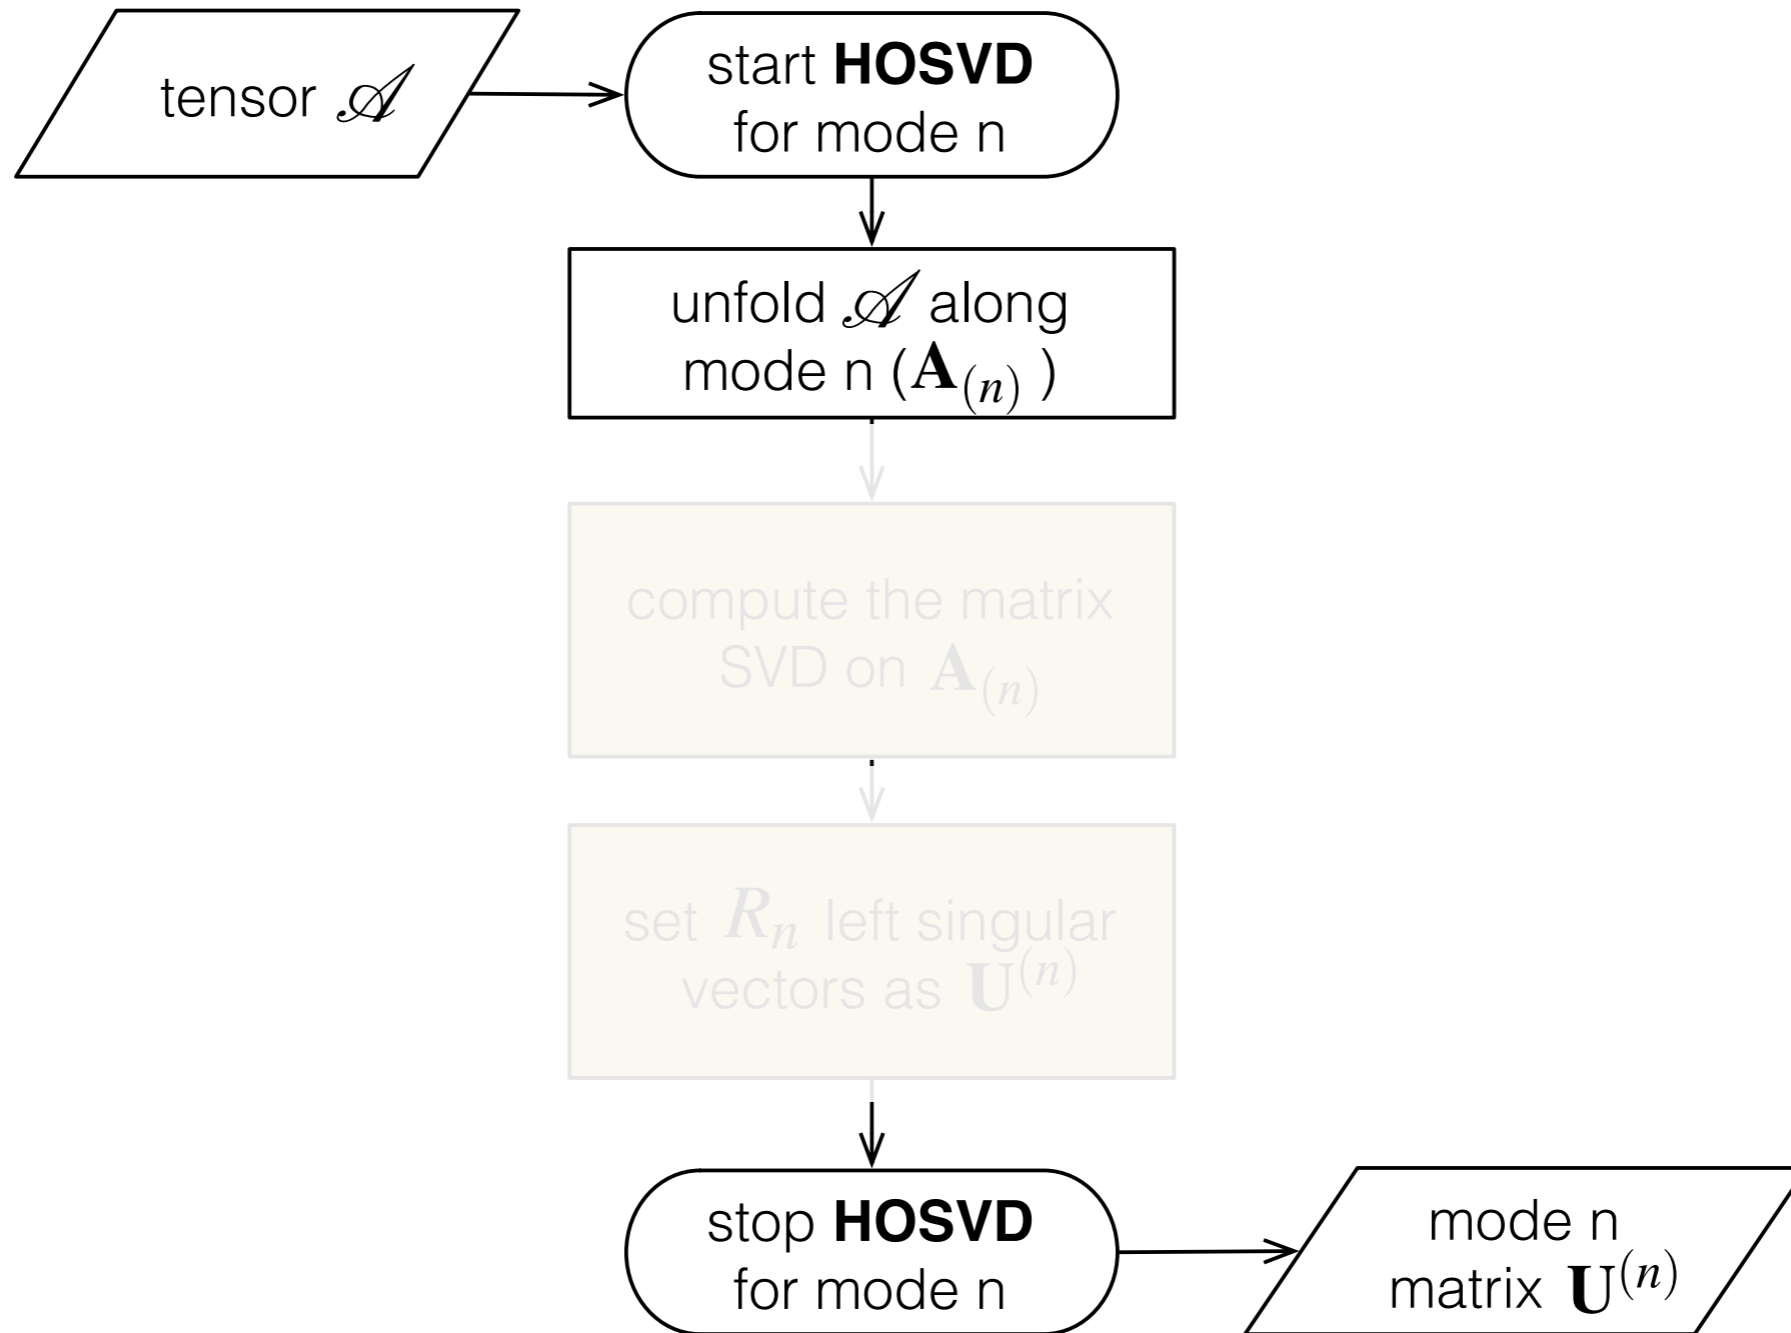 tensor 𝒜
start HOSVD
for mode n
unfold 𝒜 along
mode n (A₍ₙ₎ )
compute the matrix
SVD on A₍ₙ₎
set Rₙ left singular
vectors as U⁽ⁿ⁾
stop HOSVD
for mode n
mode n
matrix U⁽ⁿ⁾